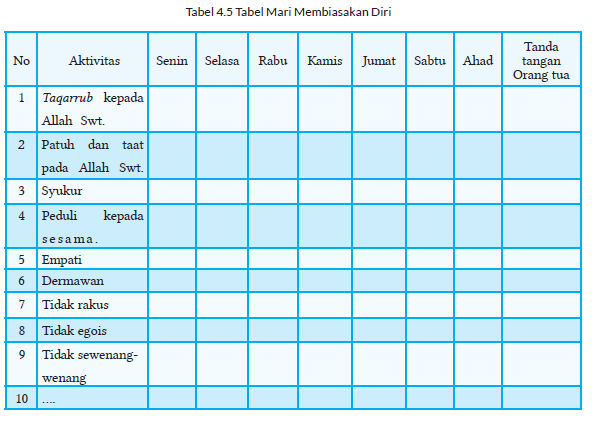 Tabel 4.5 Tabel Mari Membiasakan Diri
No Aktivitas Senin Selasa Rabu Kamis Jumat Sabtu Ahad Tanda tangan Orang tua
1 Taqarrub kepada
Allah Swt.
2 Patuh dan taat
pada Allah Swt.
3 Syukur
4 Peduli kepada
sesama.
5 Empati
6 Dermawan
7 Tidak rakus
8 Tidak egois
9 Tidak sewenang-
wenang
10 ....